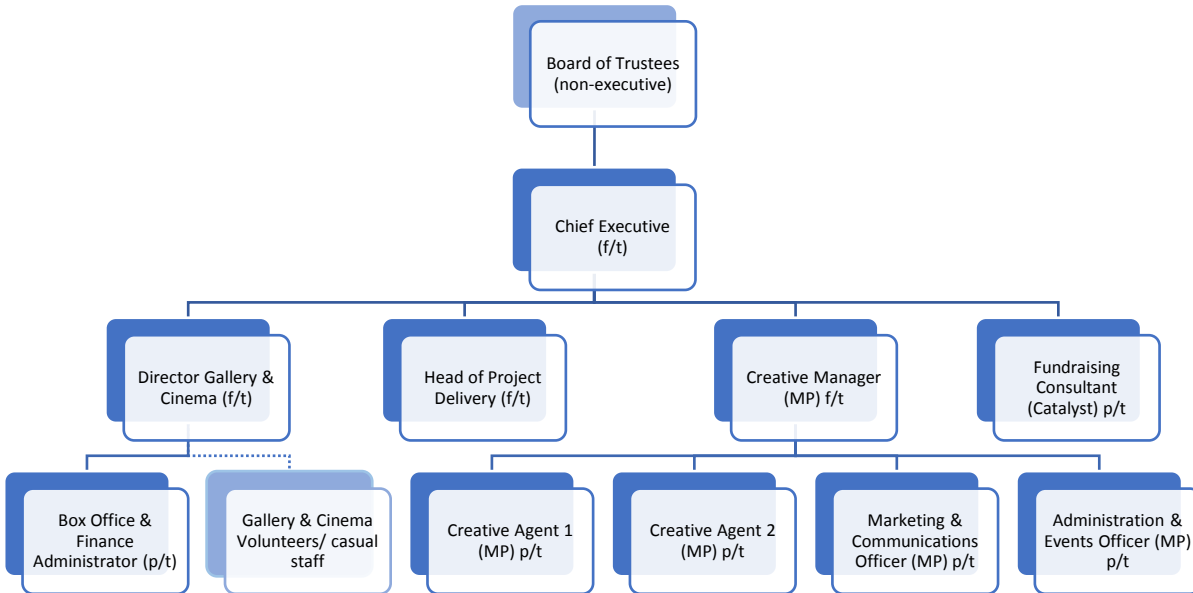 Board of Trustees
(non-executive)
Chief Executive
(f/t)
Director Gallery &
Cinema (f/t)
Head of Project
Delivery (f/t)
Creative Manager
(MP) f/t
Fundraising
Consultant
(Catalyst) p/t
Box Office &
Finance
Administrator (p/t)
Gallery & Cinema
Volunteers/ casual
staff
Creative Agent 1
(MP) p/t
Creative Agent 2
(MP) p/t
Marketing &
Communications
Officer (MP) p/t
Administration &
Events Officer (MP)
p/t